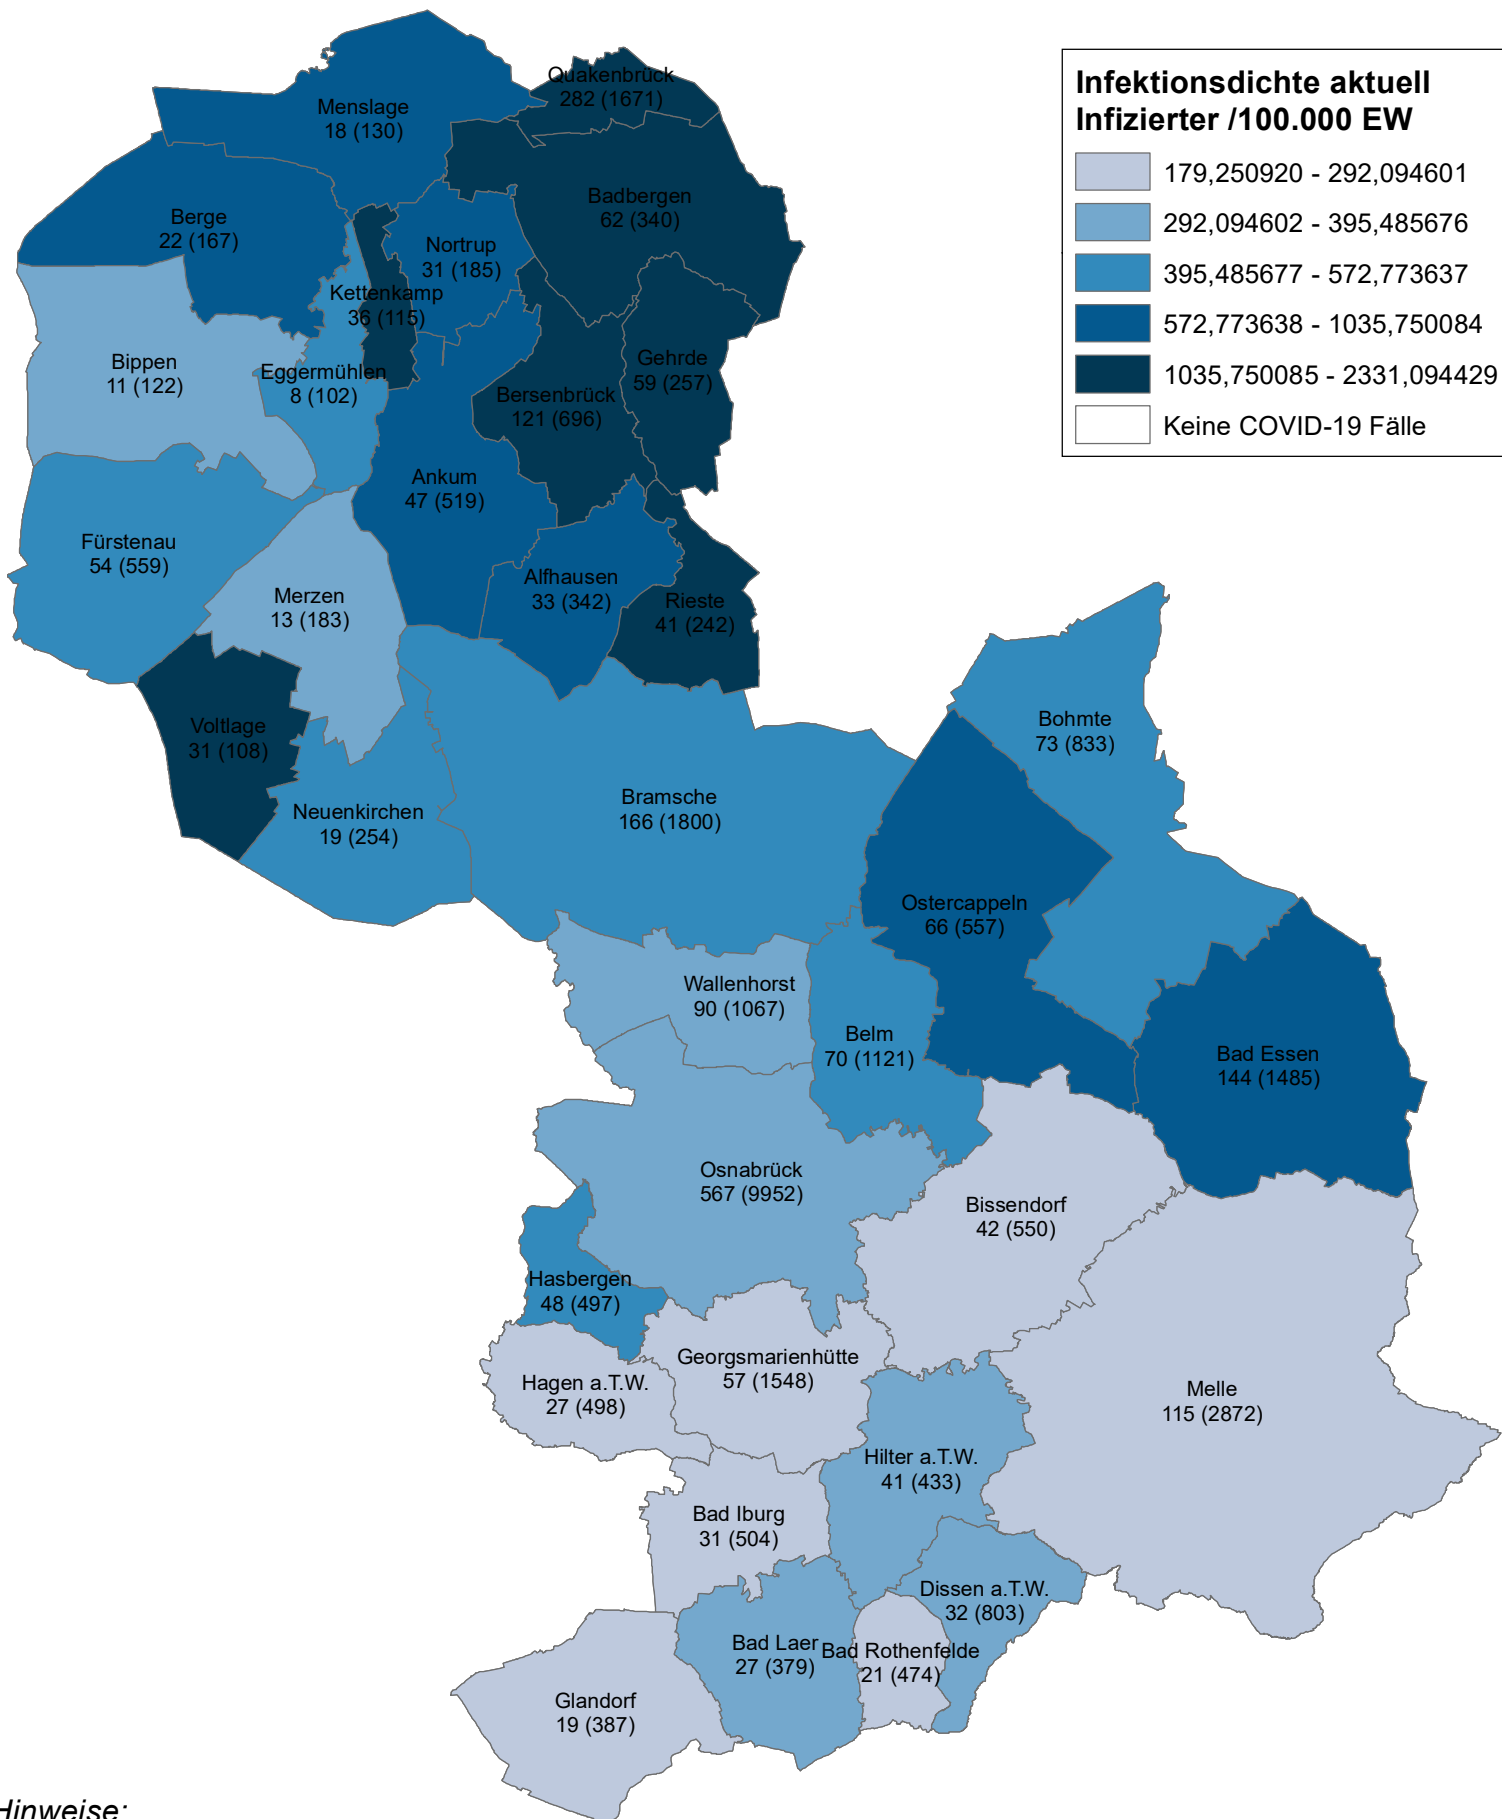 Infektionsdichte aktuell
Infizierter /100.000 EW
179,250920 - 292,094601
292,094602 - 395,485676
395,485677 - 572,773637
572,773638 - 1035,750084
1035,750085 - 2331,094429
Keine COVID-19 Fälle
Quakenbrück
282 (1671)
Menslage
18 (130)
Badbergen
62 (340)
Berge
22 (167)
Nortrup
31 (185)
Kettenkamp
36 (115)
Bippen
11 (122)
Eggermühlen
8 (102)
Gehrde
59 (257)
Bersenbrück
121 (696)
Ankum
47 (519)
Fürstenau
54 (559)
Alfhausen
33 (342)
Merzen
13 (183)
Rieste
41 (242)
Voltlage
31 (108)
Bohmte
73 (833)
Neuenkirchen
19 (254)
Bramsche
166 (1800)
Ostercappeln
66 (557)
Wallenhorst
90 (1067)
Belm
70 (1121)
Bad Essen
144 (1485)
Osnabrück
567 (9952)
Bissendorf
42 (550)
Hasbergen
48 (497)
Georgsmarienhütte
57 (1548)
Hagen a.T.W.
27 (498)
Melle
115 (2872)
Hilter a.T.W.
41 (433)
Bad Iburg
31 (504)
Dissen a.T.W.
32 (803)
Bad Laer
27 (379)
Bad Rothenfelde
21 (474)
Glandorf
19 (387)
Hinweise: